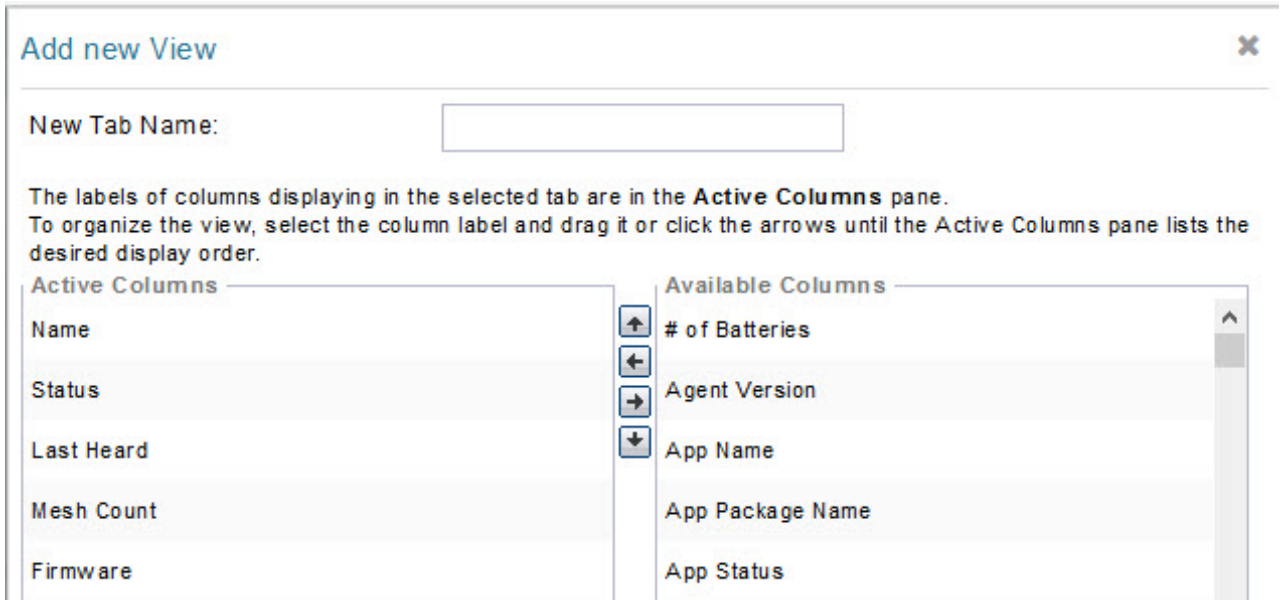 Add new View
New Tab Name:
The labels of columns displaying in the selected tab are in the Active Columns pane.
To organize the view, select the column label and drag it or click the arrows until the Active Columns pane lists the
desired display order.
Active Columns
Name
Status
Last Heard
Mesh Count
Firmware
Available Columns
# of Batteries
Agent Version
App Name
App Package Name
App Status